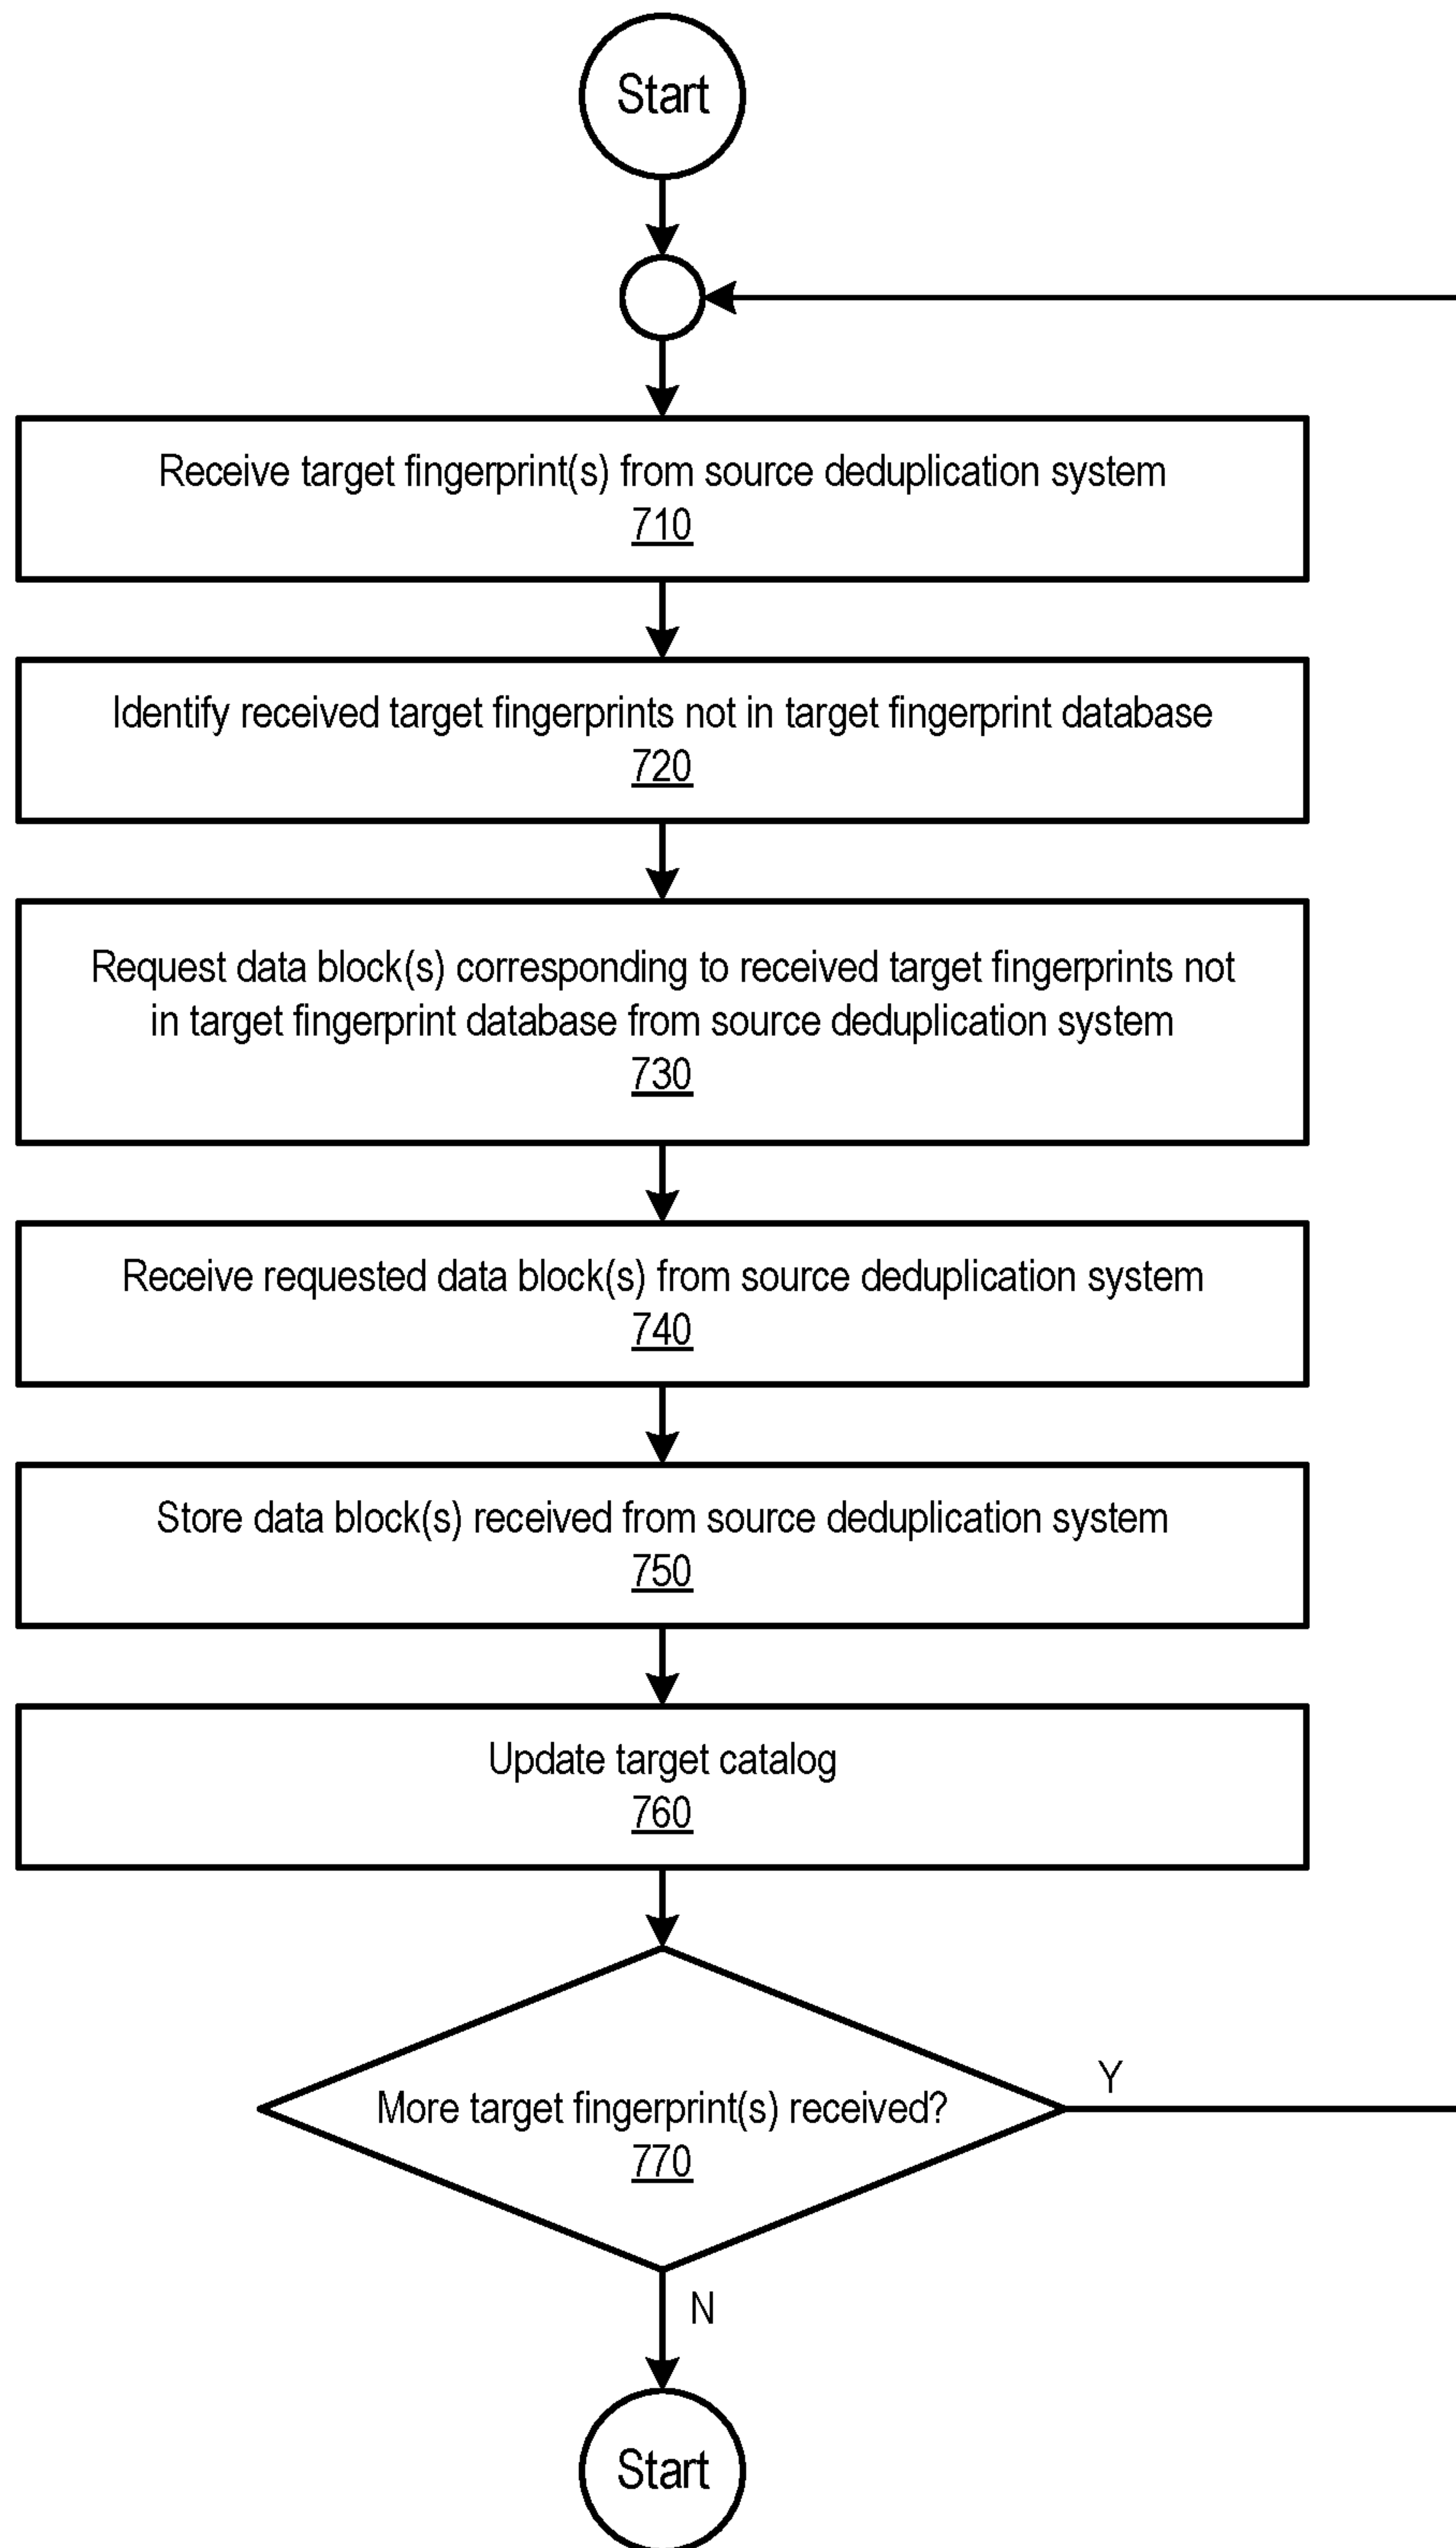 Start
Receive target fingerprint(s) from source deduplication system
710
Identify received target fingerprints not in target fingerprint database
720
Request data block(s) corresponding to received target fingerprints not
in target fingerprint database from source deduplication system
730
Receive requested data block(s) from source deduplication system
740
Store data block(s) received from source deduplication system
750
Update target catalog
760
More target fingerprint(s) received?
770
Y
N
Start